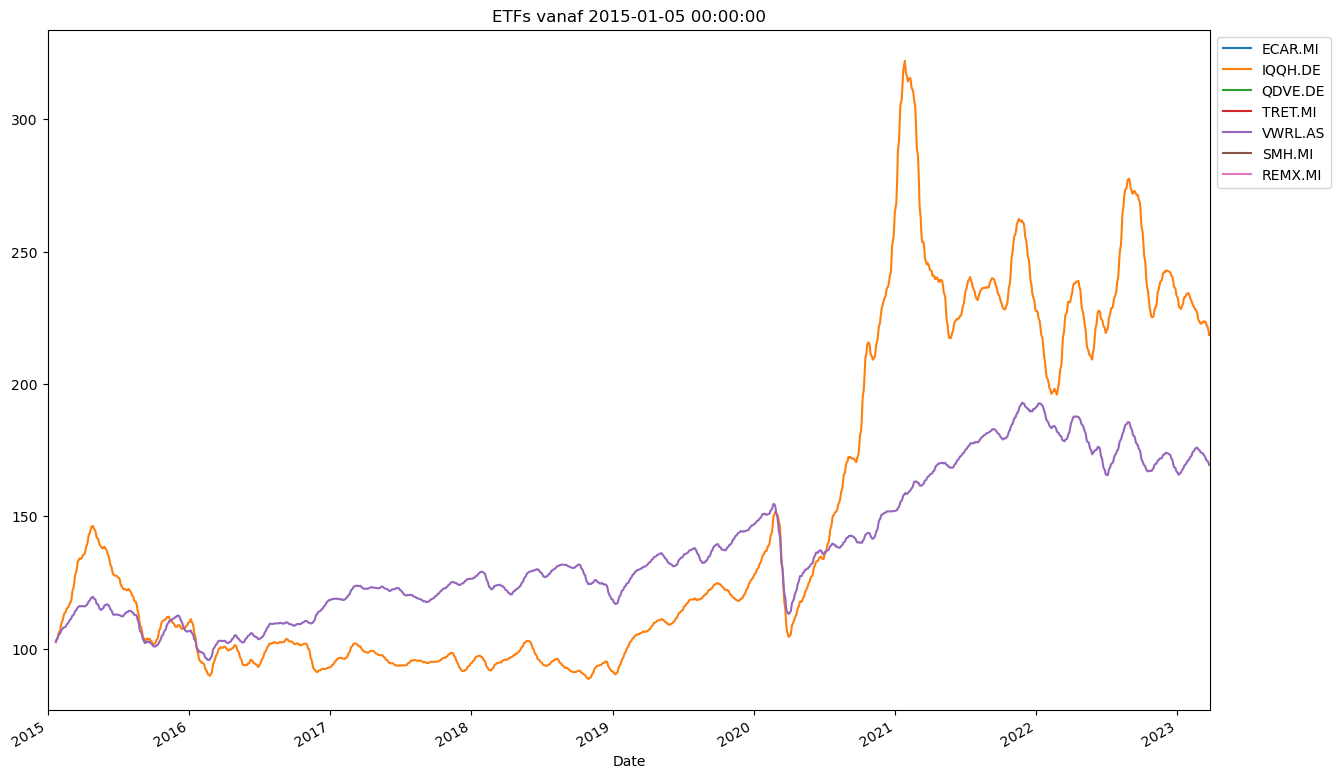 ETFs vanaf 2015-01-05 00:00:00
ECAR.MI
IQQH.DE
QDVE.DE
TRET.MI
VWRL.AS
SMH.MI
REMX.MI
300
250
200
150
100
2015
2016
2017
2018
2019
2020
2021
2022
2023
Date